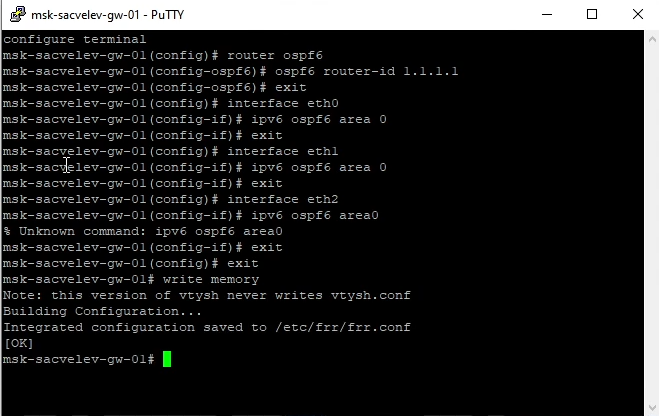 msk-sacvelev-gw-01 - PuTTY
configure terminal
msk-sacvelev-gw-01(config)# router ospf6
msk-sacvelev-gw-01(config-ospf6)# ospf6 router-id 1.1.1.1
msk-sacvelev-gw-01(config-ospf6)# exit
msk-sacvelev-gw-01(config)# interface eth0
msk-sacvelev-gw-01(config-if)# ipv6 ospf6 area 0
msk-sacvelev-gw-01(config-if)# exit
msk-sacvelev-gw-01(config)# interface eth1
msk-sacvelev-gw-01(config-if)# ipv6 ospf6 area 0
msk-sacvelev-gw-01(config-if)# exit
msk-sacvelev-gw-01(config)# interface eth2
msk-sacvelev-gw-01(config-if)# ipv6 ospf6 area0
% Unknown command: ipv6 ospf6 area0
msk-sacvelev-gw-01(config-if)# exit
msk-sacvelev-gw-01(config)# exit
msk-sacvelev-gw-01# write memory
Note: this version of vtysh never writes vtysh.conf
Building Configuration...
Integrated configuration saved to /etc/frr/frr.conf
[OK]
msk-sacvelev-gw-01#